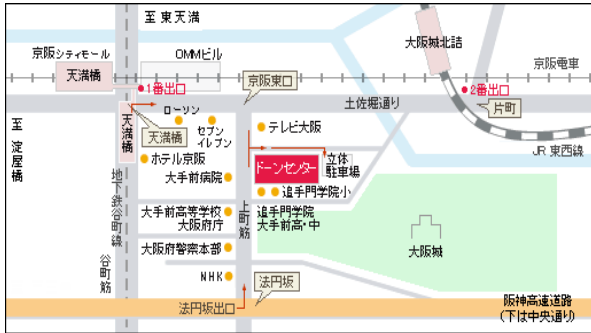 至東天満
京阪シティモール
OMMビル
大阪城北詰
京阪電車
天満橋
1番出口
京阪東口
2番出口
土佐堀通り
片町
ローソン
セブン
イレブン
天満橋
天満橋
テレビ大阪
JR東西線
至
淀
屋
橋
ホテル京阪
ドーンセンター
立体
駐車場
大手前病院
追手門学院小
地下鉄谷町線
大手前高等学校
大阪府庁
上町筋
追手門学院
大手前高・中
大阪府警察本部
大阪城
谷町筋
NHK
法円坂
法円坂出口
阪神高速道路
(下は中央通り)